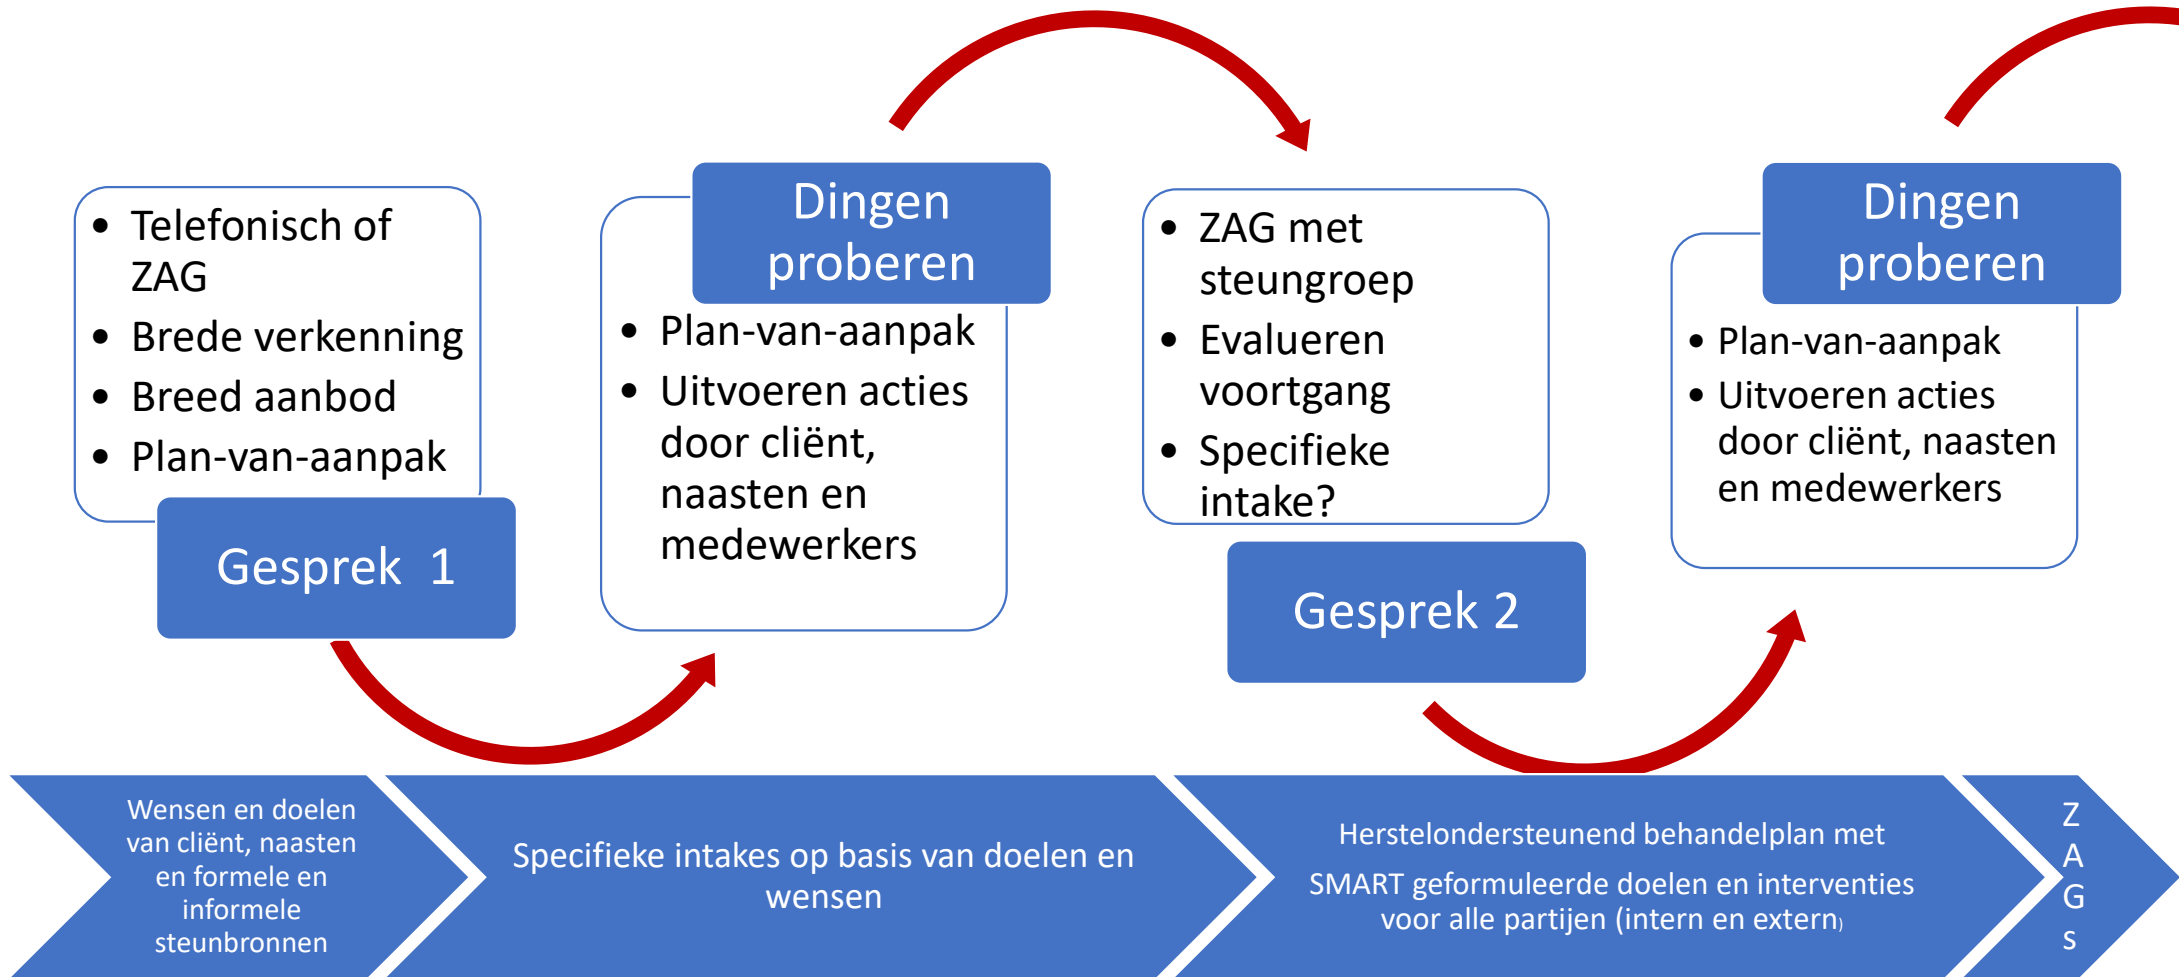 • Telefonisch of
ZAG
• Brede verkenning
• Breed aanbod
• Plan-van-aanpak
Gesprek 1
Dingen
proberen
• Plan-van-aanpak
• Uitvoeren acties
door cliënt,
naasten en
medewerkers
• ZAG met
steungroep
• Evalueren
voortgang
• Specifieke
intake?
Gesprek 2
Dingen
proberen
• Plan-van-aanpak
• Uitvoeren acties
door cliënt, naasten
en medewerkers
Wensen en doelen
van cliënt, naasten
en formele en
informele
steunbronnen
Specifieke intakes op basis van doelen en
wensen
Herstelondersteunend behandelplan met
SMART geformuleerde doelen en interventies
voor alle partijen (intern en extern)
Z
A
G
s